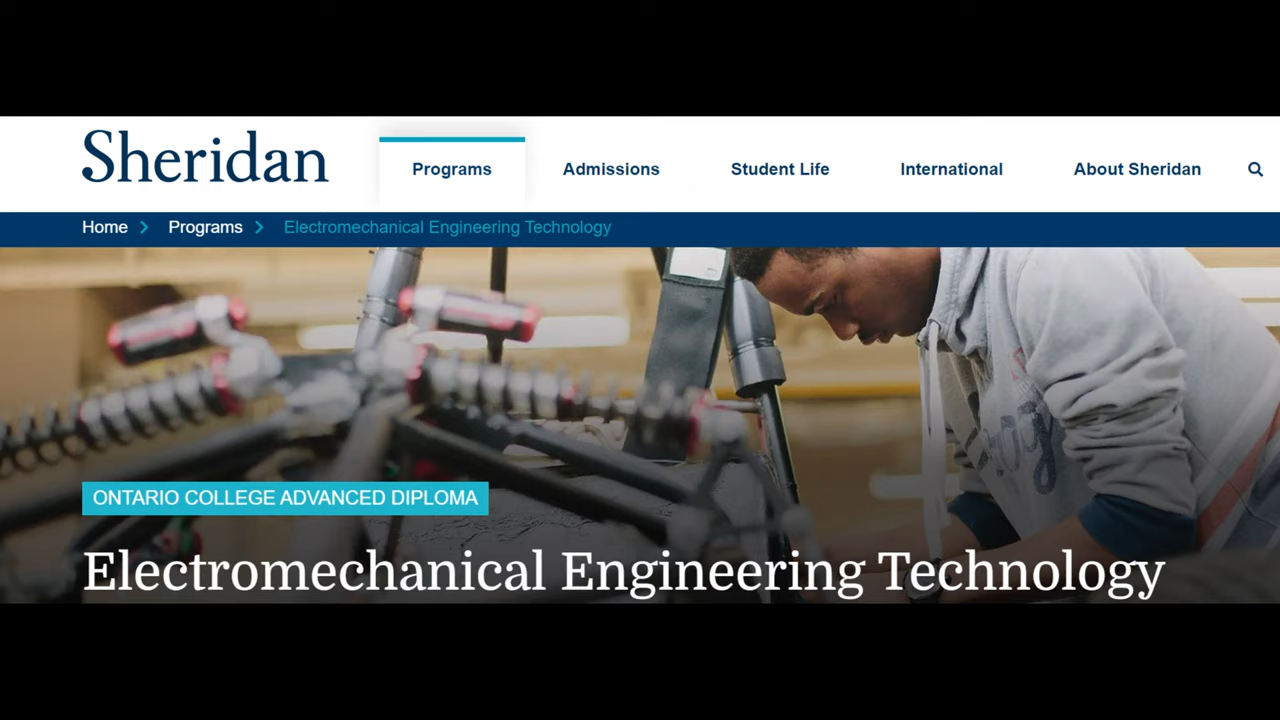 Sheridan
Programs
Admissions
Student Life
International
About Sheridan
Home
Programs
Electromechanical Engineering Technology
ONTARIO COLLEGE ADVANCED DIPLOMA
Electromechanical Engineering Technology